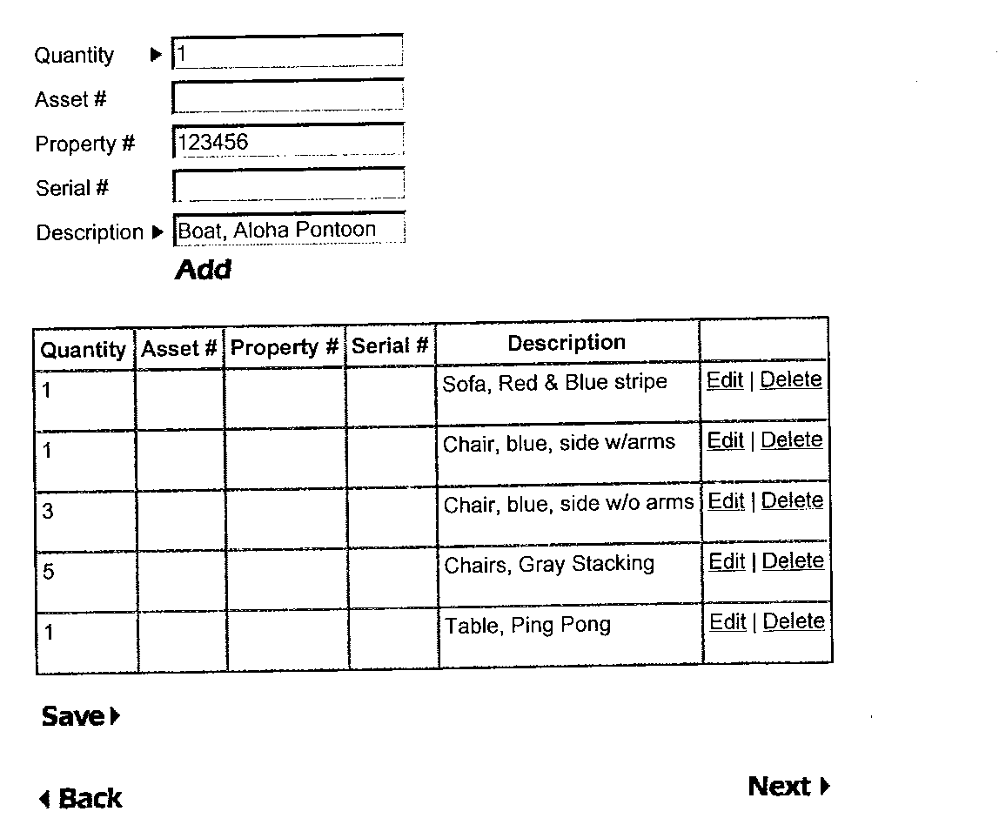 Quantity ▶ 1
Asset #
Property # 123456
Serial #
Description ▶ Boat, Aloha Pontoon
Add
Quantity Asset # Property # Serial # Description
1 Sofa, Red & Blue stripe Edit | Delete
1 Chair, blue, side w/arms Edit | Delete
3 Chair, blue, side w/o arms Edit | Delete
5 Chairs, Gray Stacking Edit | Delete
1 Table, Ping Pong Edit | Delete
Save ▶
◀ Back Next ▶